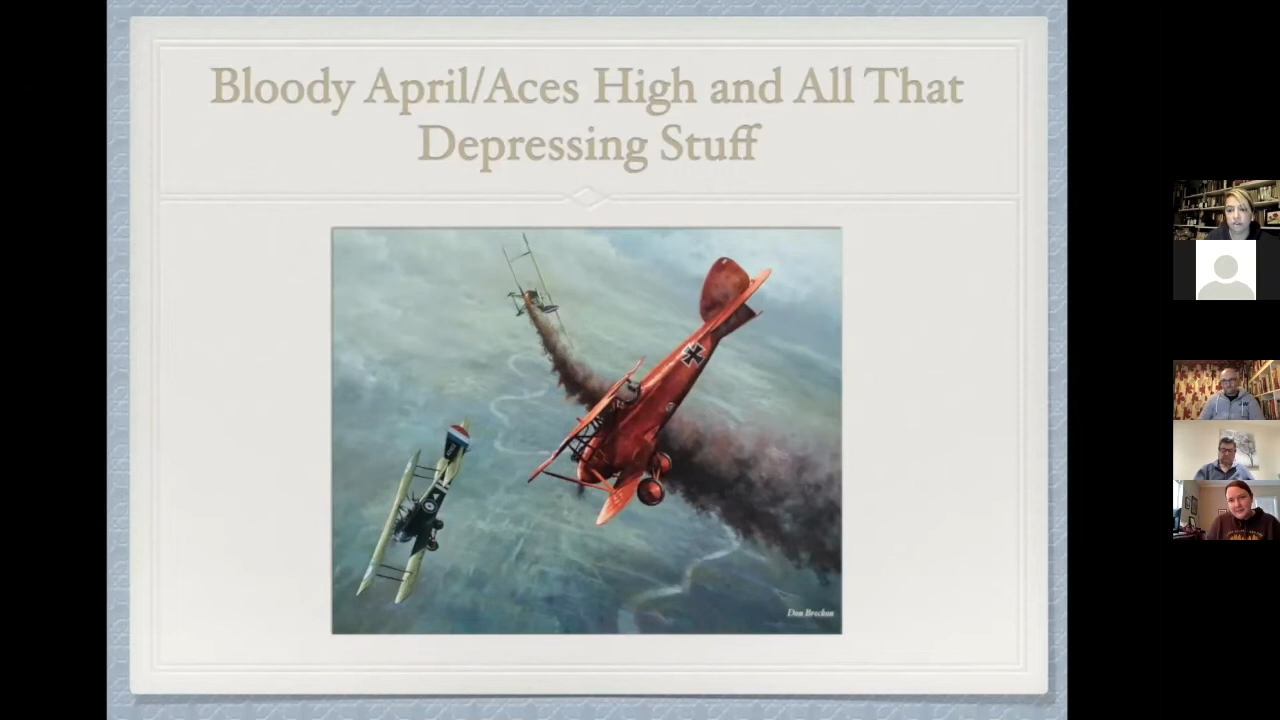 Bloody April/Aces High and All That
Depressing Stuff
Don Breckon